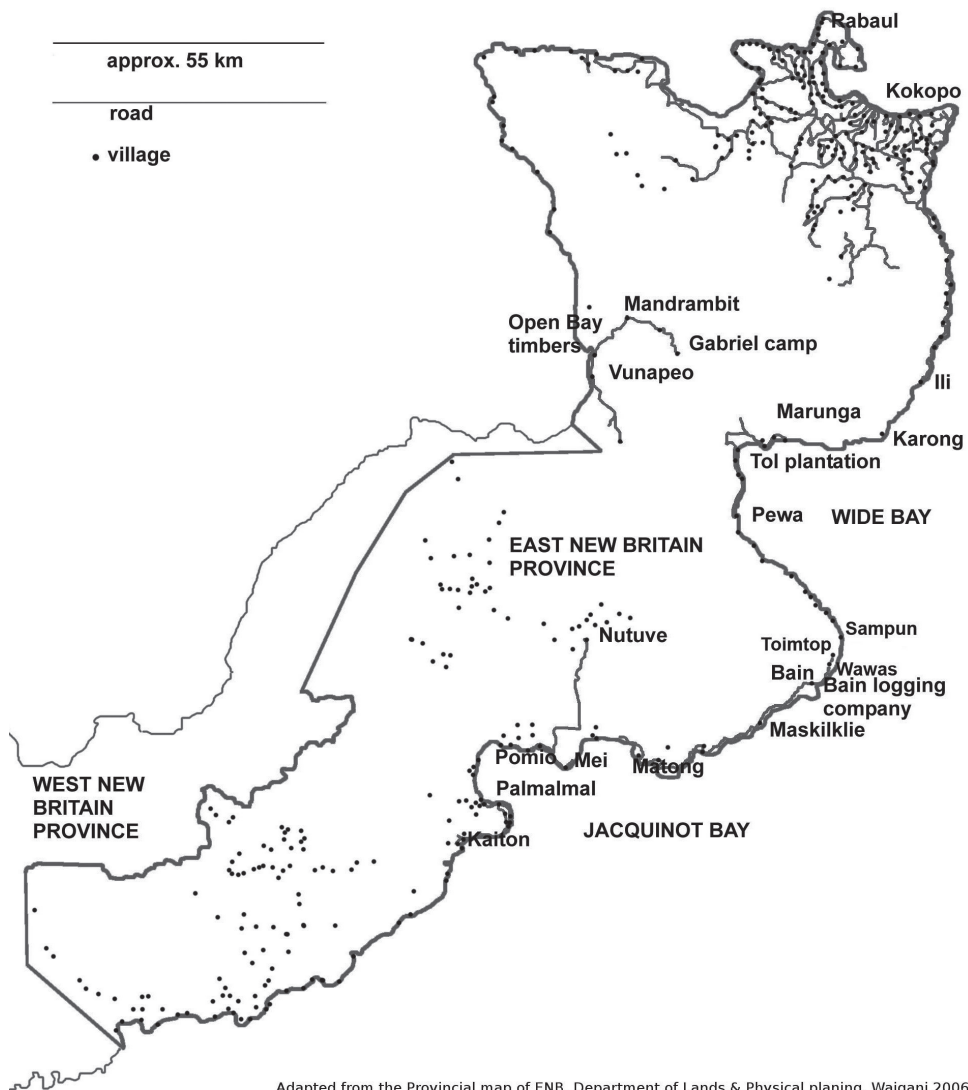 Rabaul
approx. 55 km
Kokopo
road
village
Mandrambit
Open Bay
timbers
Gabriel camp
Vunapeo
Ili
Marunga
Karong
Tol plantation
Pewa
WIDE BAY
EAST NEW BRITAIN
PROVINCE
Sampun
Nutuve
Toimtop
Wawas
Bain
Bain logging
company
Maskilklie
Pomio
Mei
Matong
WEST NEW
BRITAIN
PROVINCE
Palmalmal
JACQUINOT BAY
Kaiton
Adapted from the Provincial map of ENB, Department of Lands & Physical planing, Waigani 2006